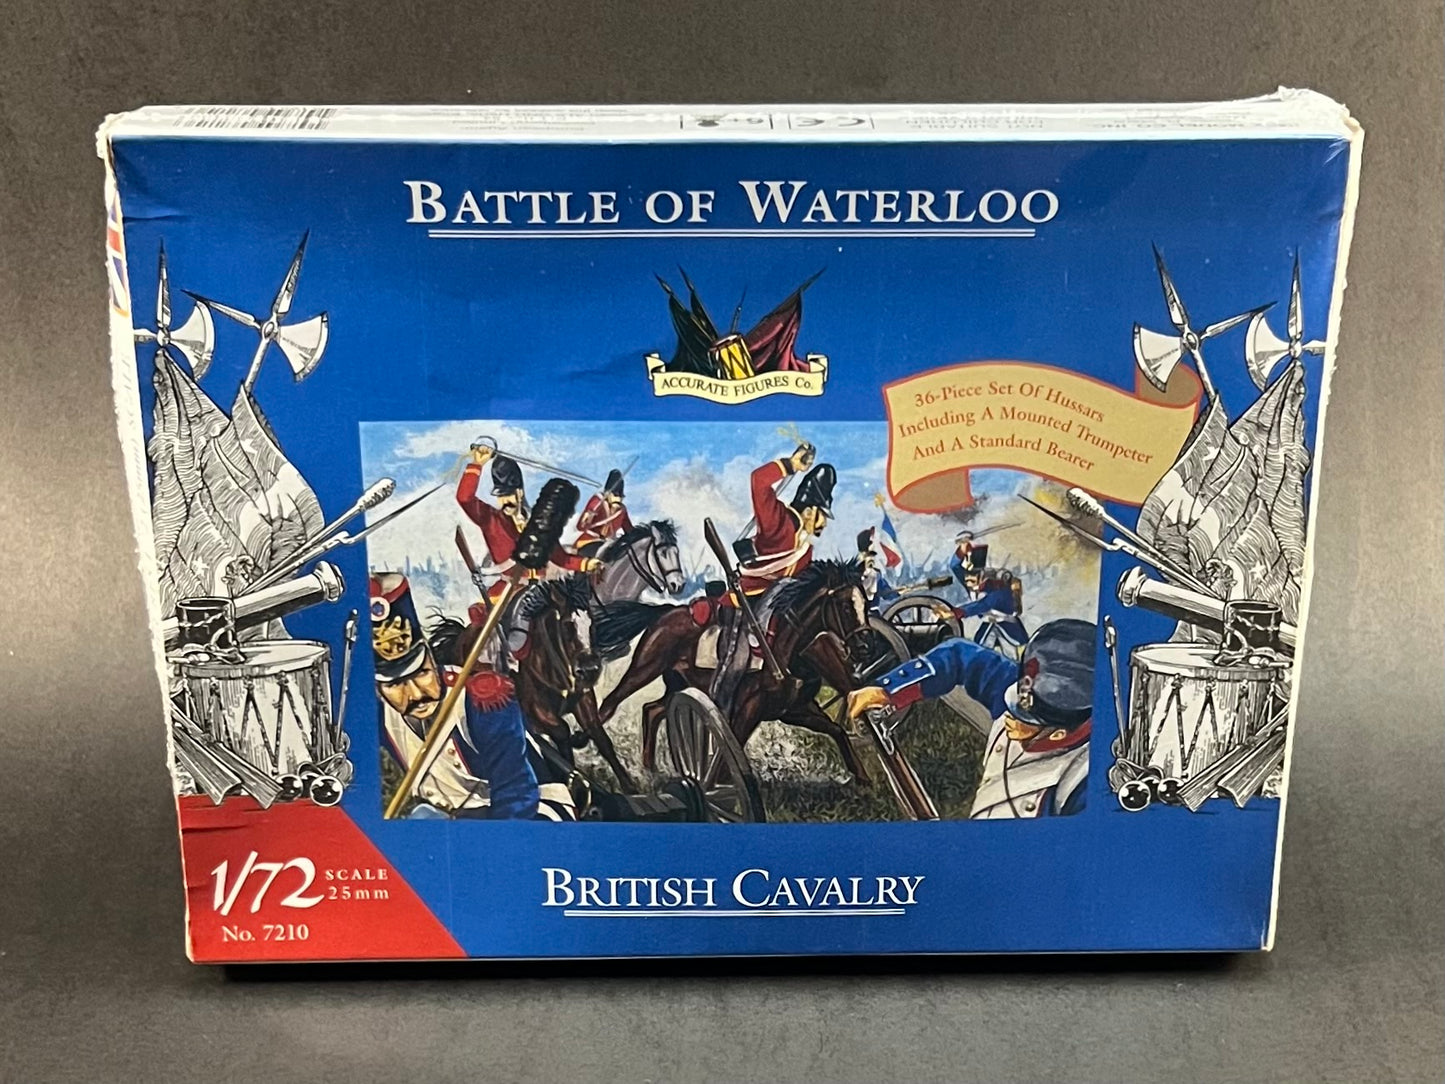 BATTLE OF WATERLOO
ACCURATE FIGURES Co.
36-Piece Set Of Hussars
Including A Mounted Trumpeter
And A Standard Bearer
1/72 SCALE
25mm
No. 7210
BRITISH CAVALRY